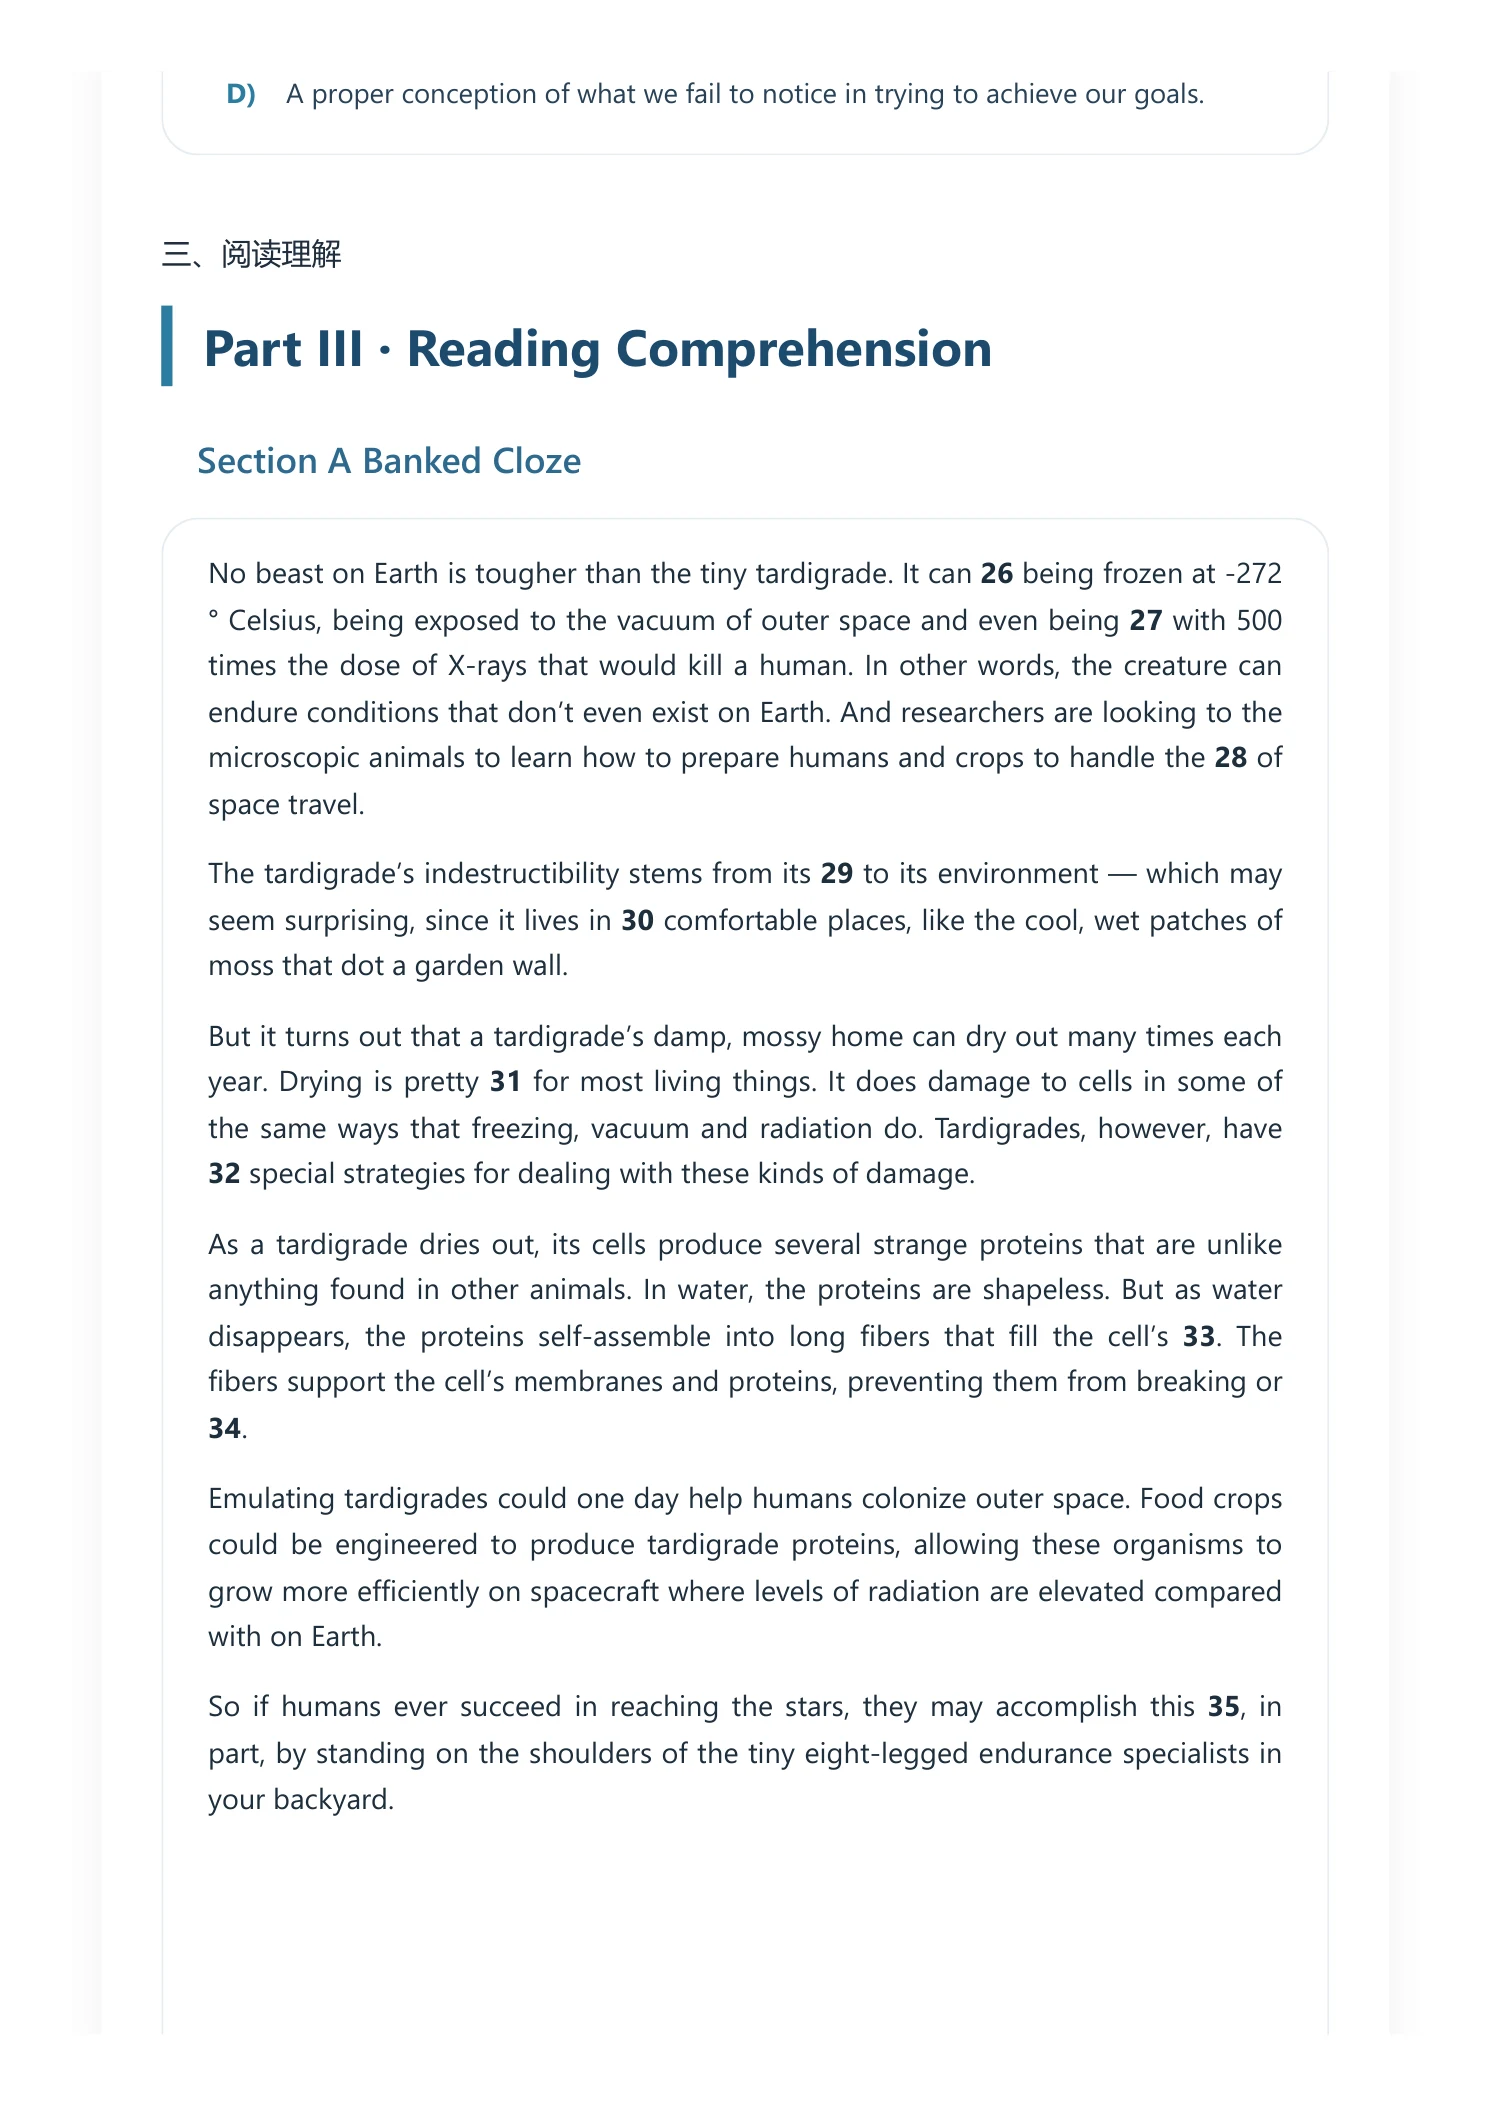 D) A proper conception of what we fail to notice in trying to achieve our goals.
三、阅读理解
Part III · Reading Comprehension
Section A Banked Cloze
No beast on Earth is tougher than the tiny tardigrade. It can 26 being frozen at -272
° Celsius, being exposed to the vacuum of outer space and even being 27 with 500
times the dose of X-rays that would kill a human. In other words, the creature can
endure conditions that don’t even exist on Earth. And researchers are looking to the
microscopic animals to learn how to prepare humans and crops to handle the 28 of
space travel.
The tardigrade’s indestructibility stems from its 29 to its environment — which may
seem surprising, since it lives in 30 comfortable places, like the cool, wet patches of
moss that dot a garden wall.
But it turns out that a tardigrade’s damp, mossy home can dry out many times each
year. Drying is pretty 31 for most living things. It does damage to cells in some of
the same ways that freezing, vacuum and radiation do. Tardigrades, however, have
32 special strategies for dealing with these kinds of damage.
As a tardigrade dries out, its cells produce several strange proteins that are unlike
anything found in other animals. In water, the proteins are shapeless. But as water
disappears, the proteins self-assemble into long fibers that fill the cell’s 33. The
fibers support the cell’s membranes and proteins, preventing them from breaking or
34.
Emulating tardigrades could one day help humans colonize outer space. Food crops
could be engineered to produce tardigrade proteins, allowing these organisms to
grow more efficiently on spacecraft where levels of radiation are elevated compared
with on Earth.
So if humans ever succeed in reaching the stars, they may accomplish this 35, in
part, by standing on the shoulders of the tiny eight-legged endurance specialists in
your backyard.